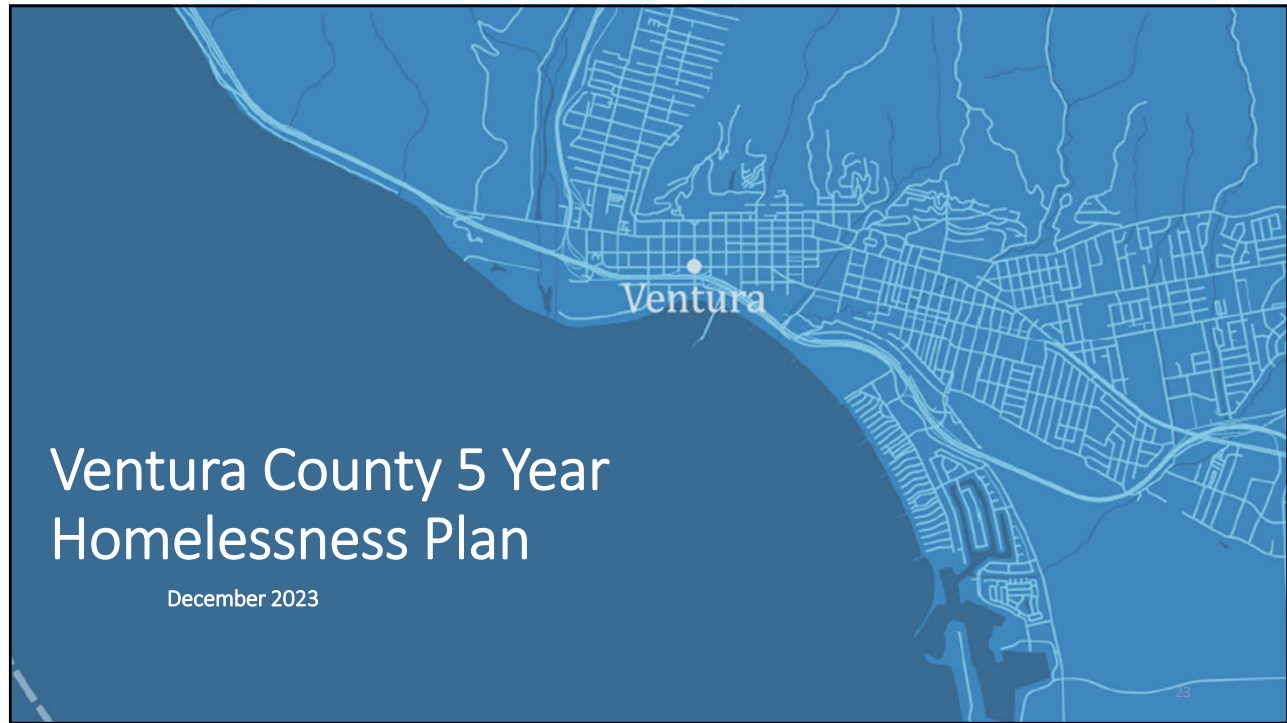 Ventura
Ventura County 5 Year
Homelessness Plan
December 2023
23